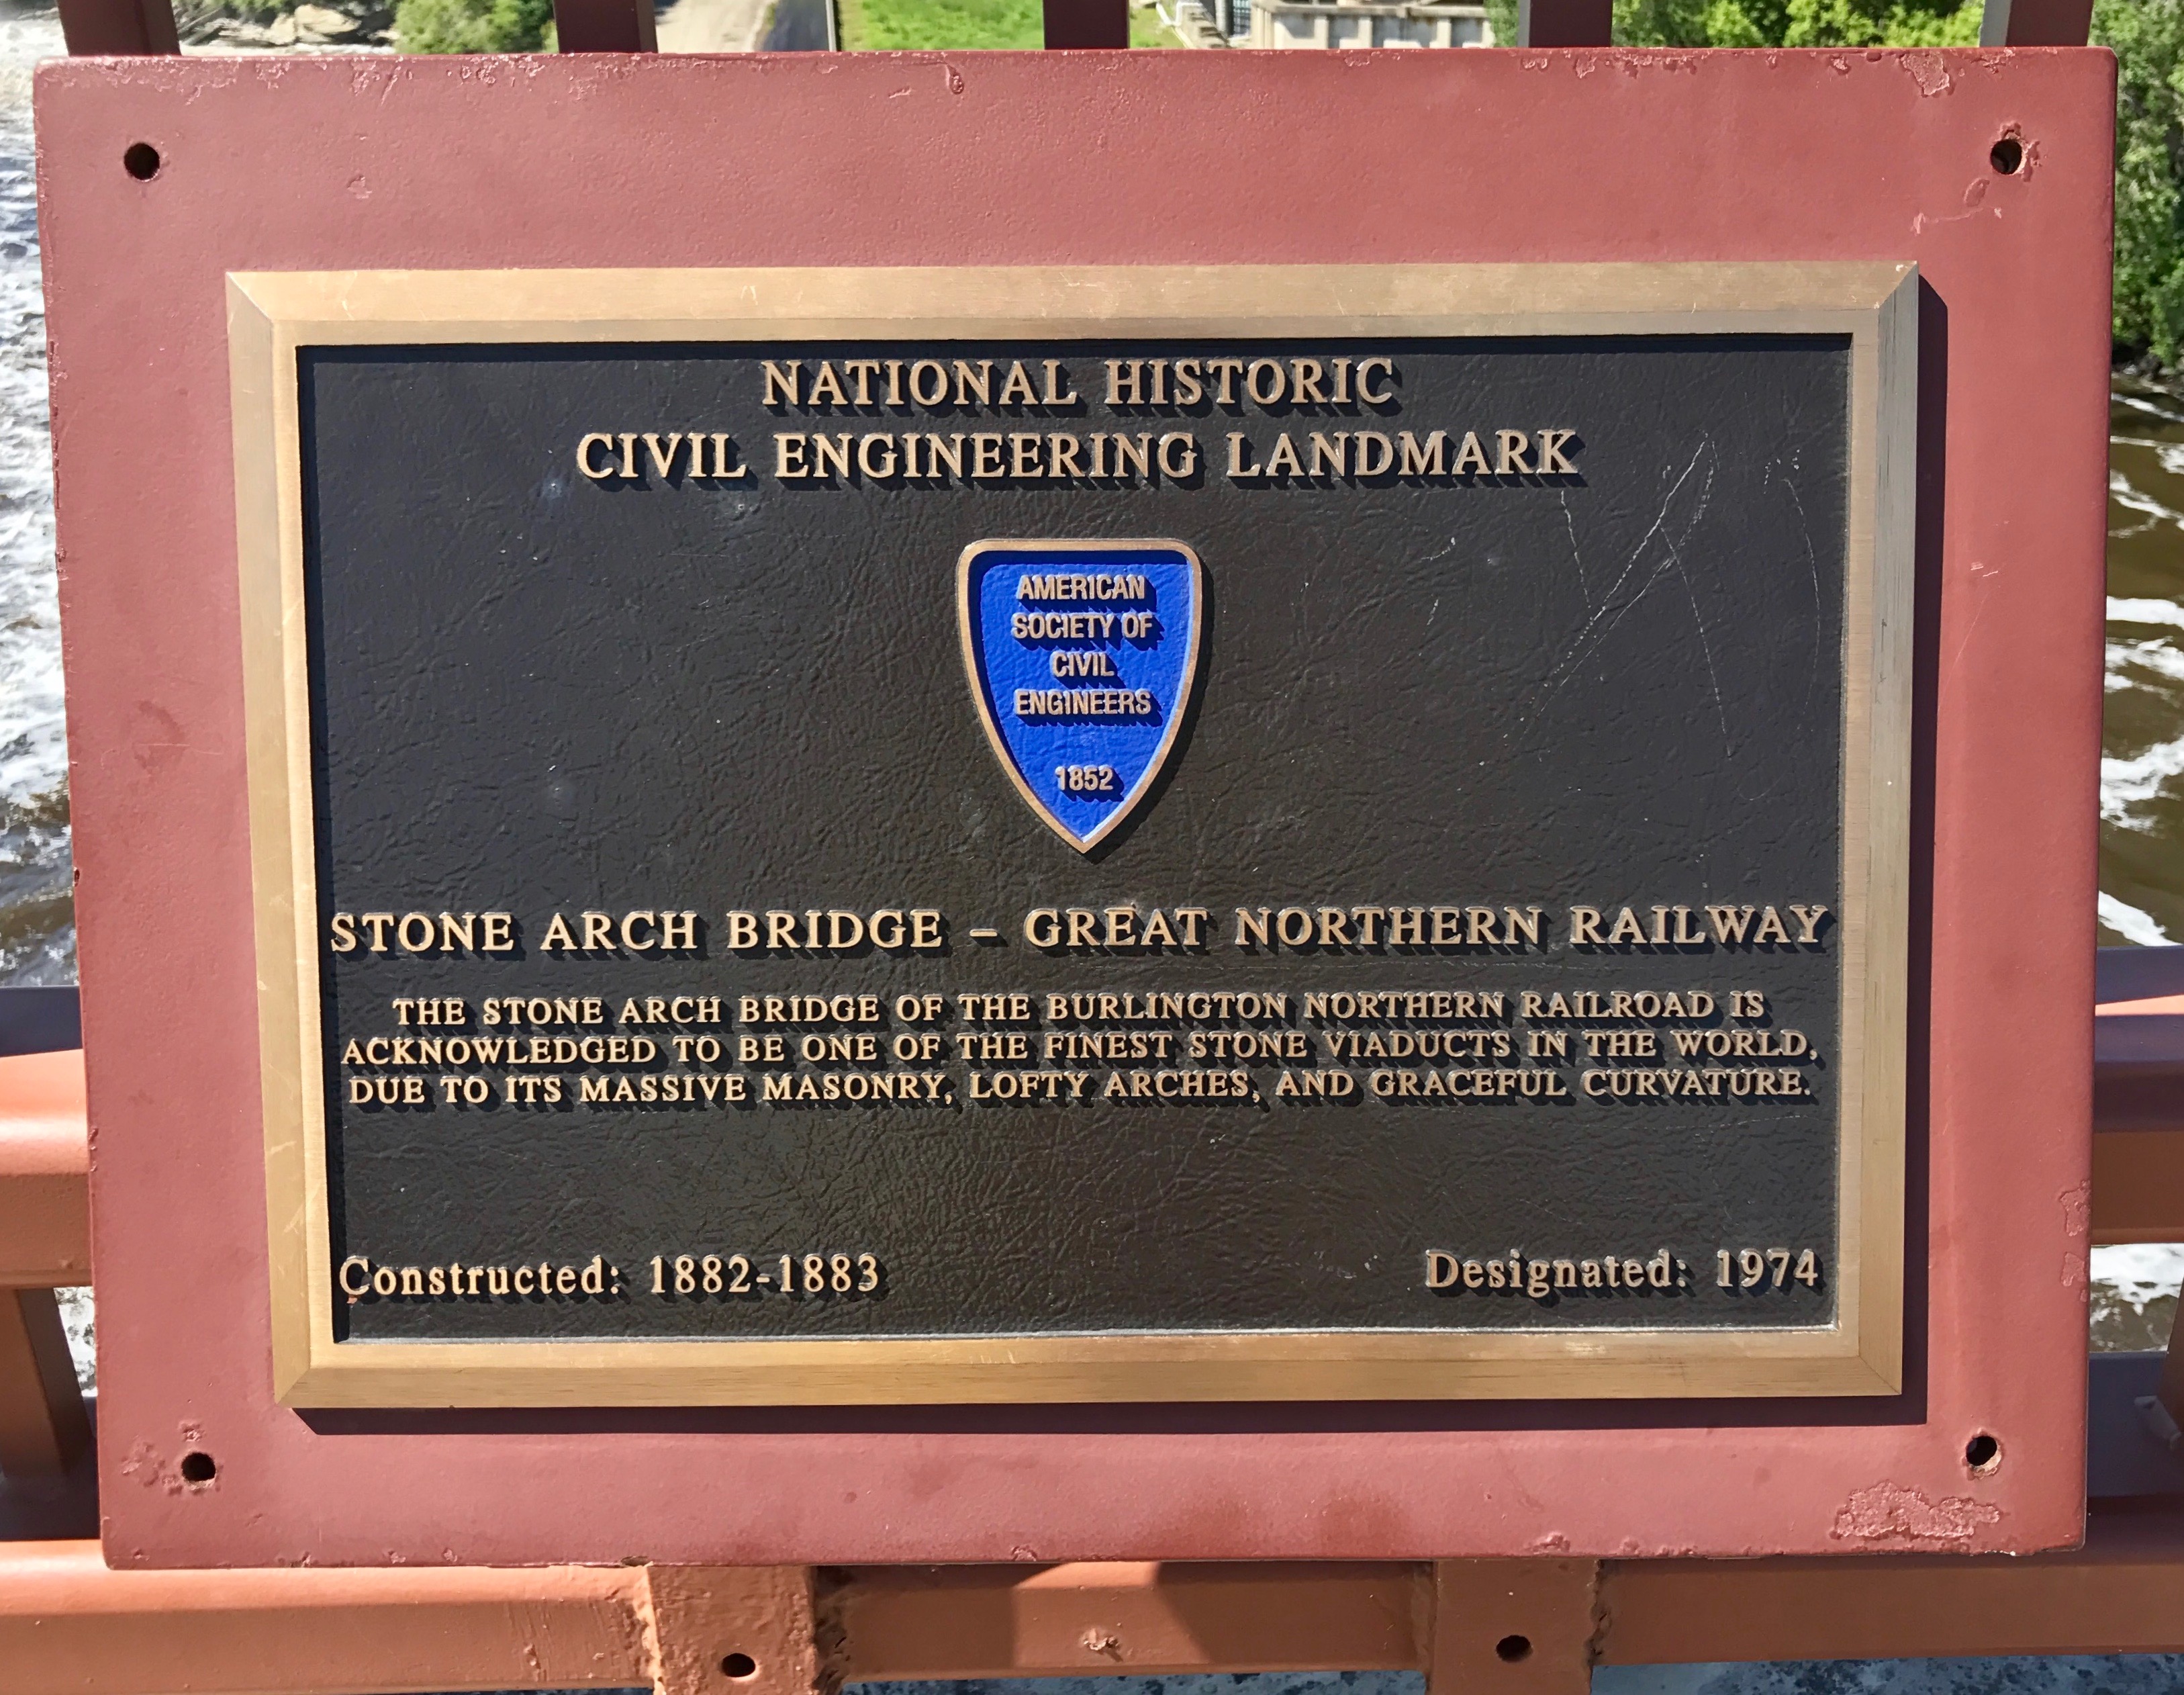 NATIONAL HISTORIC
CIVIL ENGINEERING LANDMARK
AMERICAN
SOCIETY OF
CIVIL
ENGINEERS
1852
STONE ARCH BRIDGE – GREAT NORTHERN RAILWAY
THE STONE ARCH BRIDGE OF THE BURLINGTON NORTHERN RAILROAD IS
ACKNOWLEDGED TO BE ONE OF THE FINEST STONE VIADUCTS IN THE WORLD,
DUE TO ITS MASSIVE MASONRY, LOFTY ARCHES, AND GRACEFUL CURVATURE.
Constructed: 1882-1883
Designated: 1974